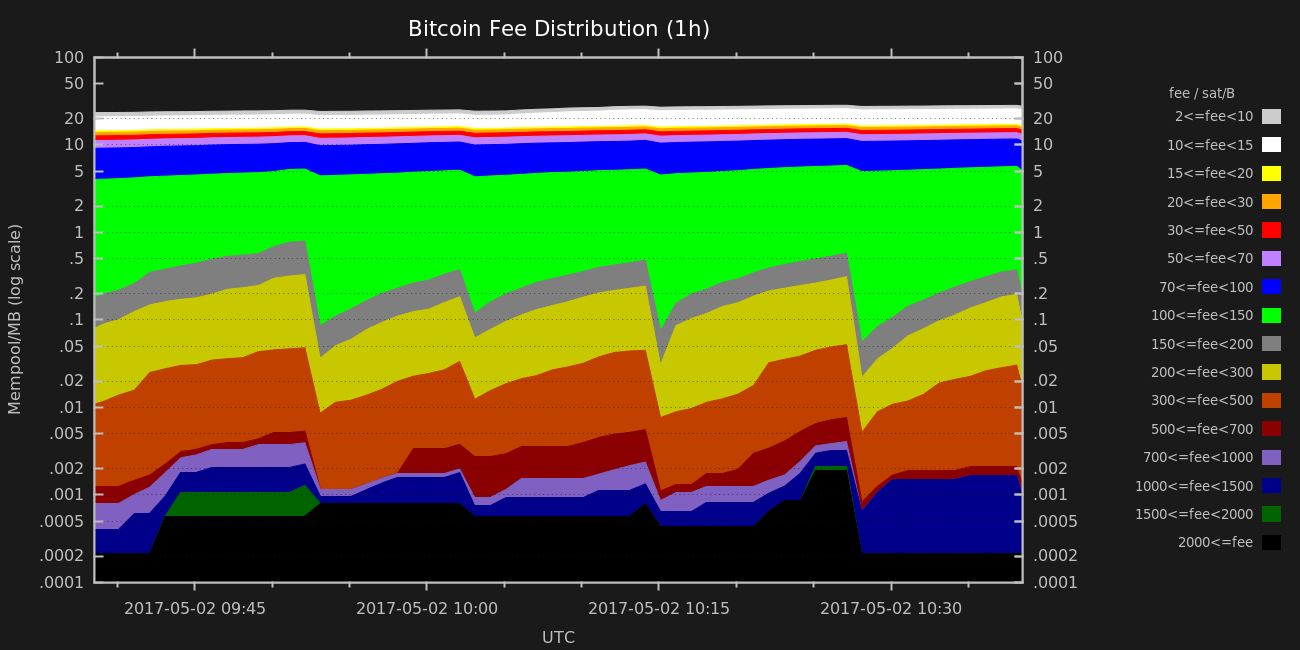 Bitcoin Fee Distribution (1h)
Mempool/MB (log scale)
100
50
20
10
5
2
1
.5
.2
.1
.05
.02
.01
.005
.002
.001
.0005
.0002
.0001
100
50
20
10
5
2
1
.5
.2
.1
.05
.02
.01
.005
.002
.001
.0005
.0002
.0001
2017-05-02 09:45
2017-05-02 10:00
2017-05-02 10:15
2017-05-02 10:30
UTC
fee / sat/B
2<=fee<10
10<=fee<15
15<=fee<20
20<=fee<30
30<=fee<50
50<=fee<70
70<=fee<100
100<=fee<150
150<=fee<200
200<=fee<300
300<=fee<500
500<=fee<700
700<=fee<1000
1000<=fee<1500
1500<=fee<2000
2000<=fee